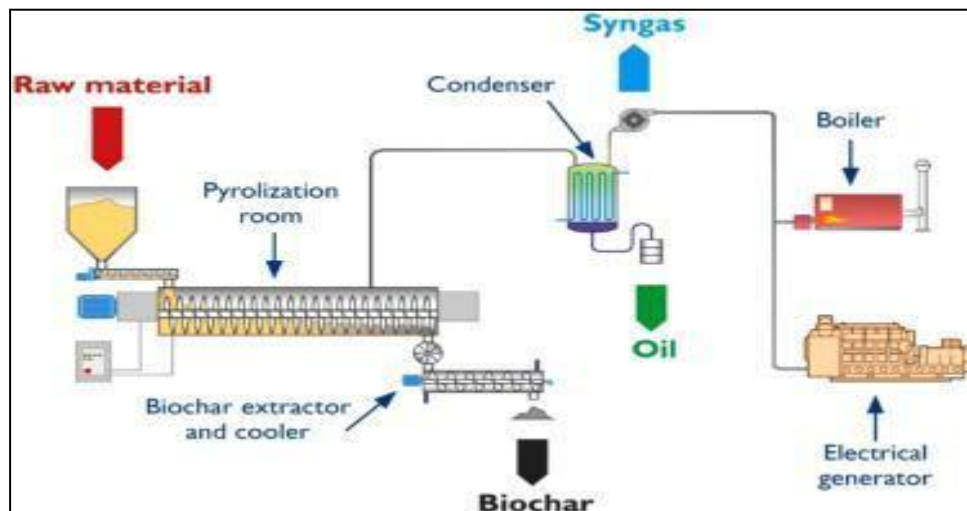 Syngas
Raw material
Condenser
Boiler
Pyrolization
room
Oil
Biochar extractor
and cooler
Electrical
generator
Biochar